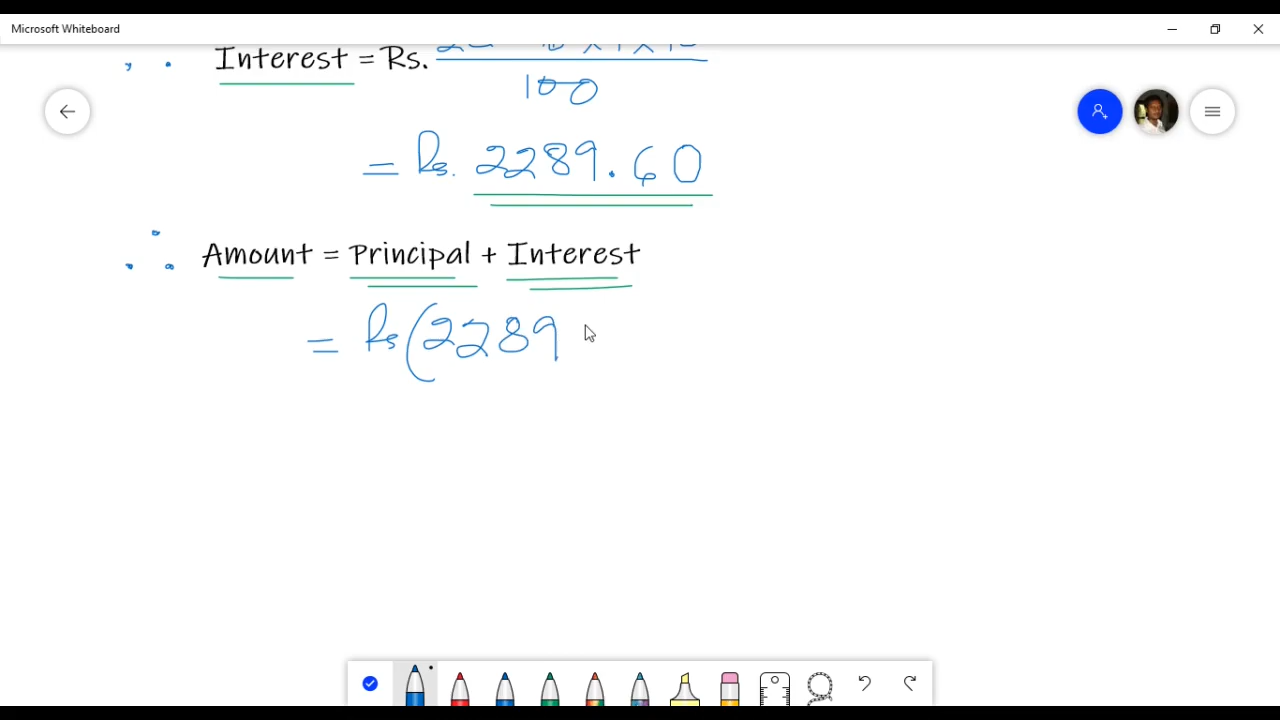 Microsoft Whiteboard
Interest = Rs.
100
= Rs. 2289.60
∴ Amount = Principal + Interest
= Rs (2289